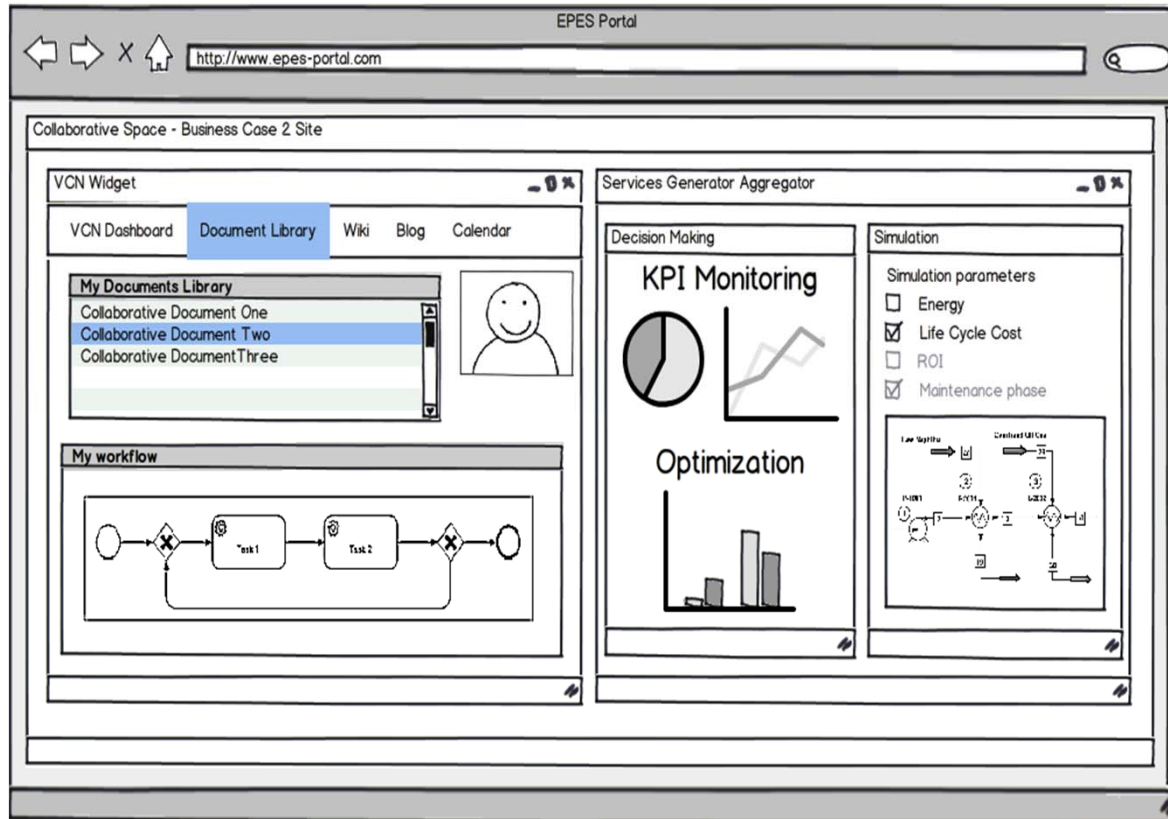 EPES Portal
http://www.epes-portal.com
Collaborative Space - Business Case 2 Site
VCN Widget
VCN Dashboard Document Library Wiki Blog Calendar
My Documents Library
Collaborative Document One
Collaborative Document Two
Collaborative DocumentThree
My workflow
Task 1 Task 2
Services Generator Aggregator
Decision Making
KPI Monitoring
Optimization
Simulation
Simulation parameters
Energy
Life Cycle Cost
ROI
Maintenance phase